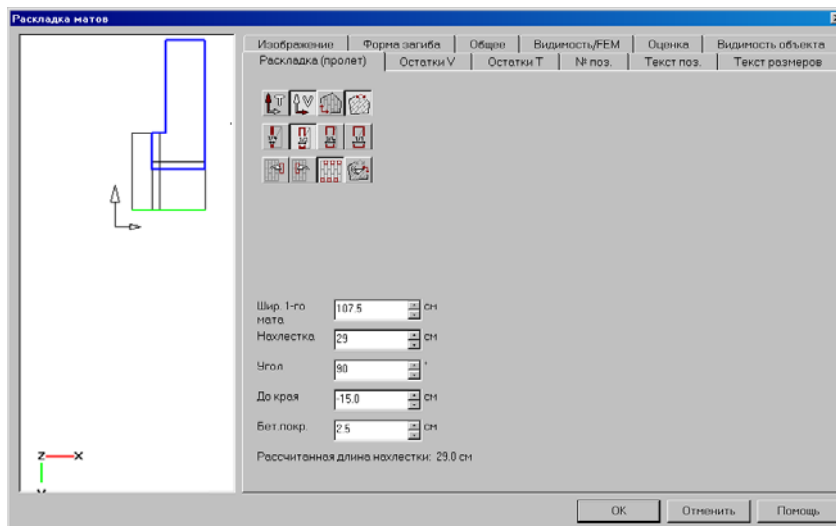 Раскладка матов
Изображение Форма загиба Общее Видимость/FEM Оценка Видимость объекта
Раскладка (пролет) Остатки V Остатки T № поз. Текст поз. Текст размеров
T V
Шир. 1-го 107.5 см
мата
Нахлестка 29 см
Угол 90 °
До края -15.0 см
Бет.покр. 2.5 см
Рассчитанная длина нахлестки: 29.0 см
Z X
Y
OK Отменить Помощь